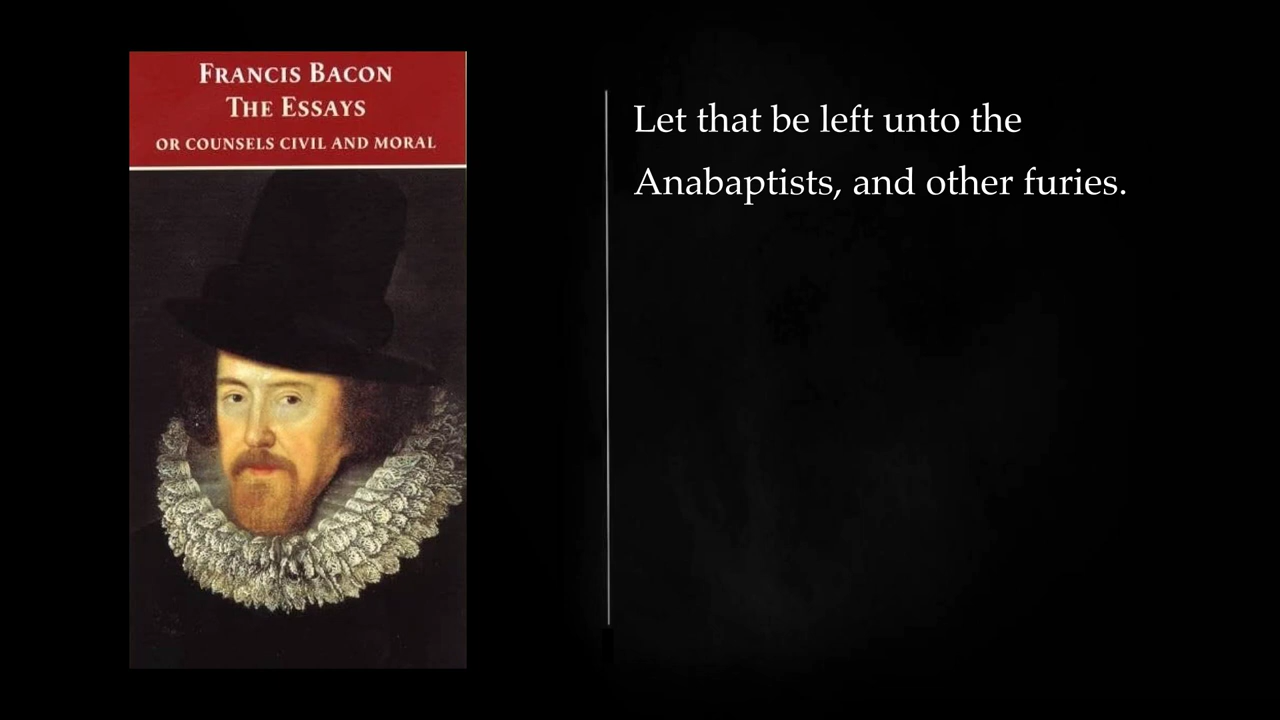 FRANCIS BACON
THE ESSAYS
OR COUNSELS CIVIL AND MORAL
Let that be left unto the
Anabaptists, and other furies.